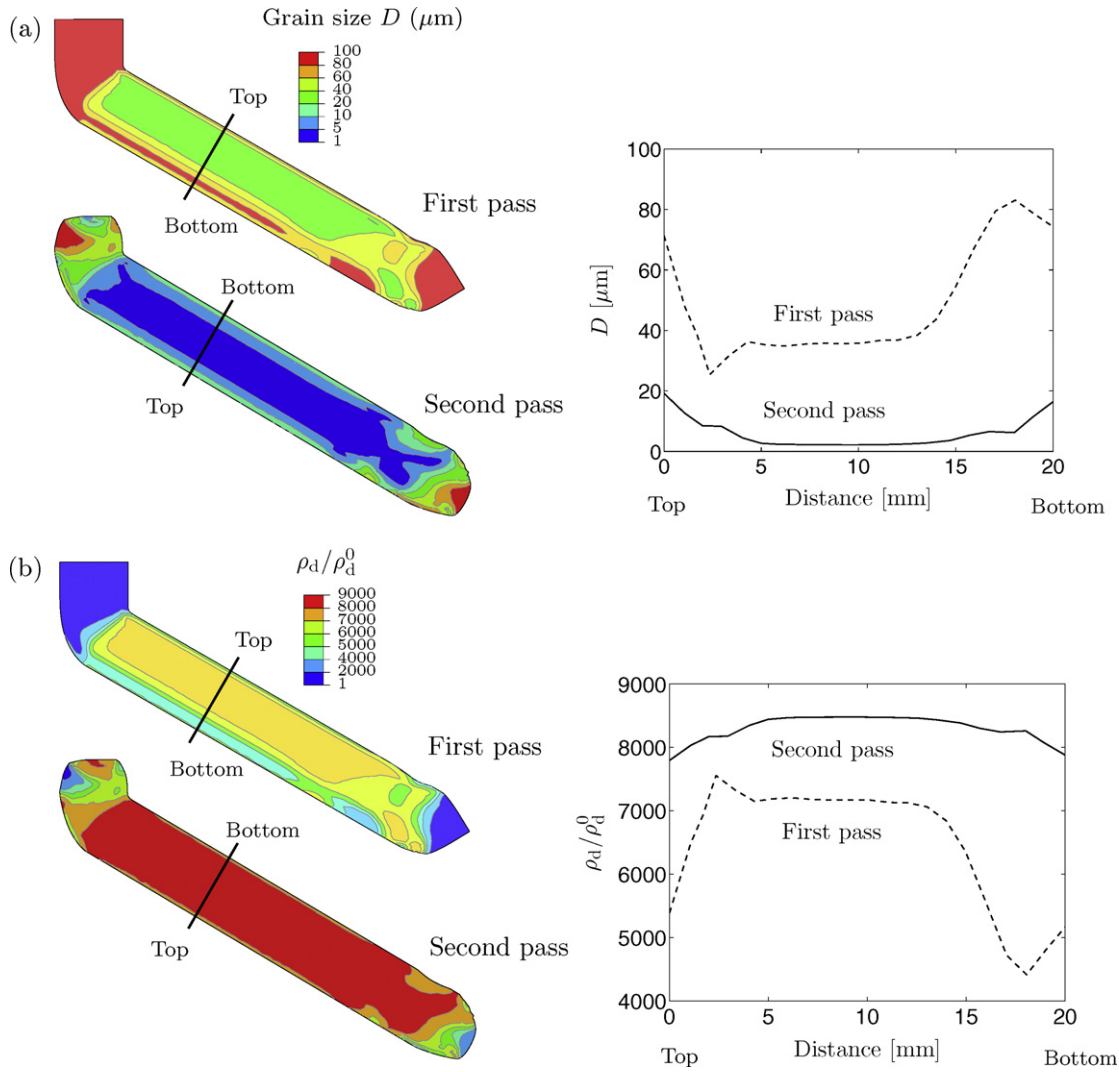 (a)
Grain size D (μm)
100
80
60
40
20
10
5
1
Top
Bottom
First pass
Bottom
Top
Second pass
100
80
60
40
20
0
D [μm]
First pass
Second pass
0 5 10 15 20
Top
Distance [mm]
Bottom
(b)
ρd/ρd0
9000
8000
7000
6000
5000
4000
2000
1
Top
Bottom
First pass
Bottom
Top
Second pass
9000
8000
7000
6000
5000
4000
ρd/ρd0
Second pass
First pass
0 5 10 15 20
Top
Distance [mm]
Bottom